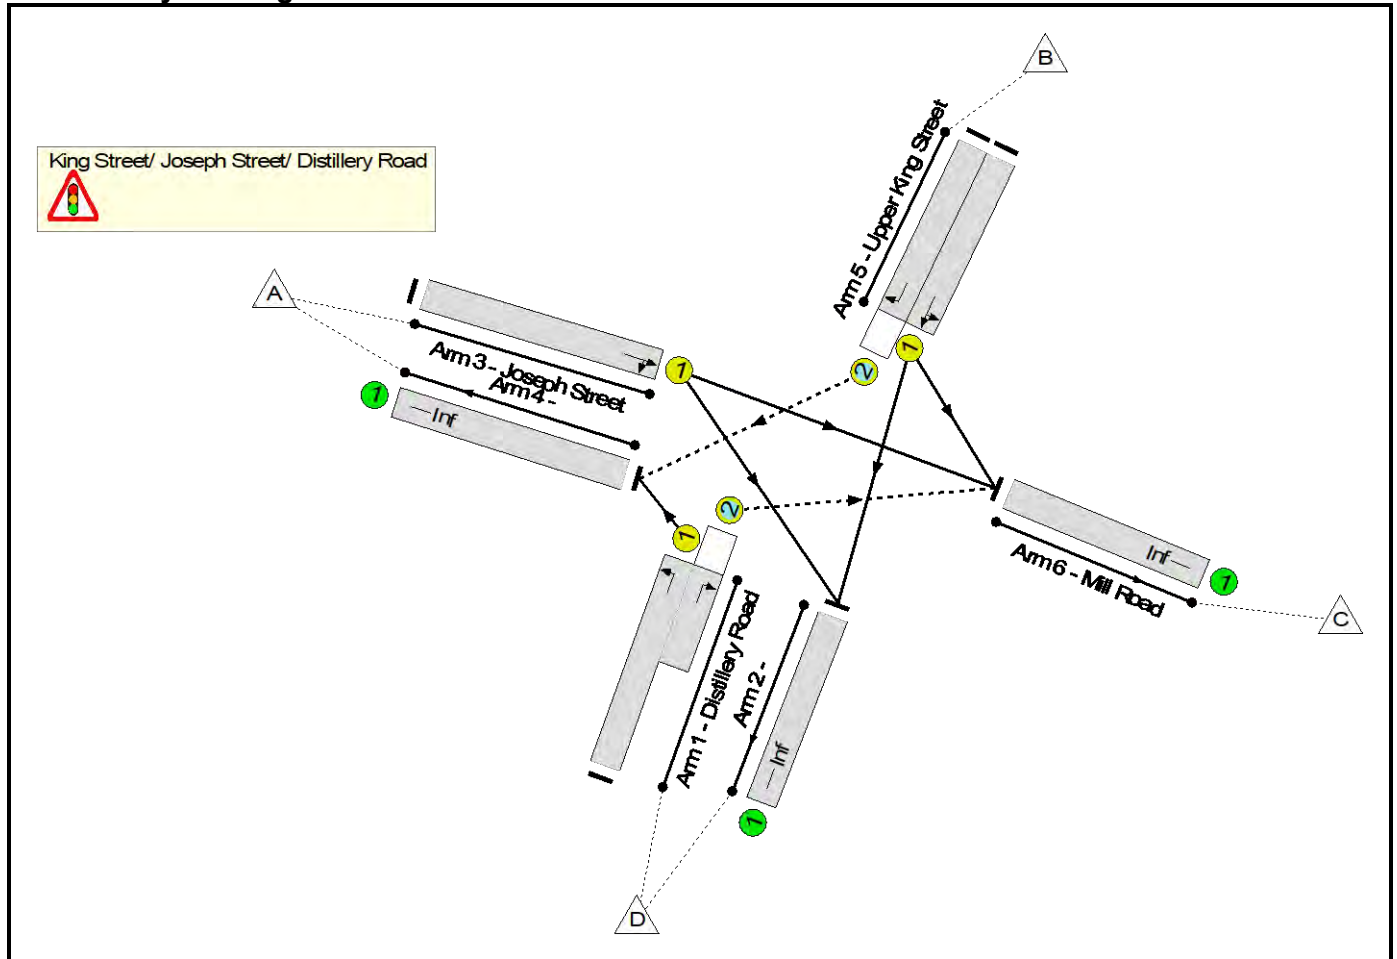 King Street/ Joseph Street/ Distillery Road
A
B
Arm 5 - Upper King Street
Arm 3 - Joseph Street
Arm 4 -
1
Inf
1
1
2
2
1
Arm 1 - Distillery Road
Arm 2 -
Inf
1
Inf
Arm 6 - Mill Road
1
C
D